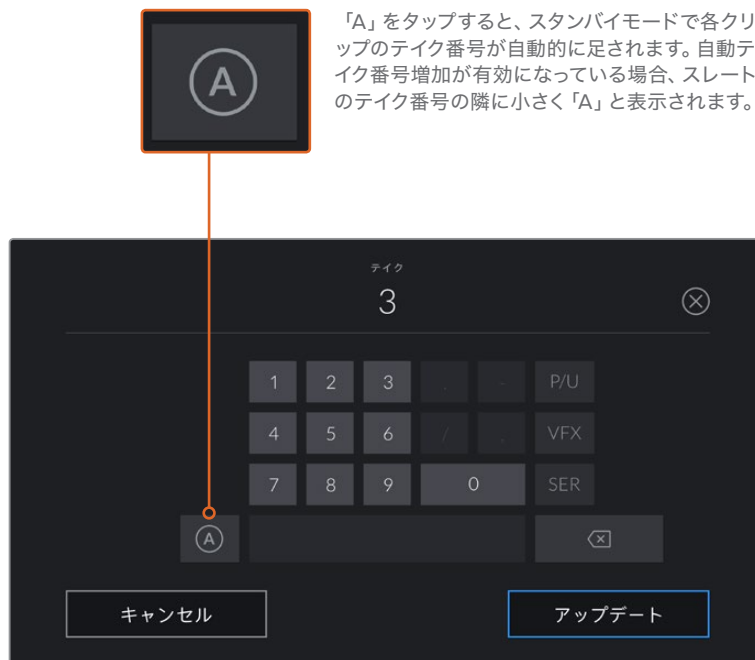 A
「A」をタップすると、スタンバイモードで各クリ
ップのテイク番号が自動的に足されます。自動テ
イク番号増加が有効になっている場合、スレート
のテイク番号の隣に小さく「A」と表示されます。
テイク
3
1 2 3 . - P/U
4 5 6 / , VFX
7 8 9 0 SER
A
キャンセル アップデート